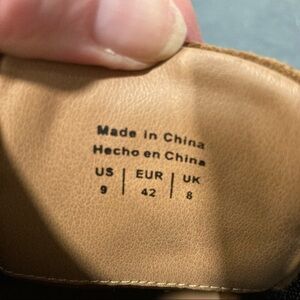 Made in China
Hecho en China
US | EUR | UK
9 | 42 | 8